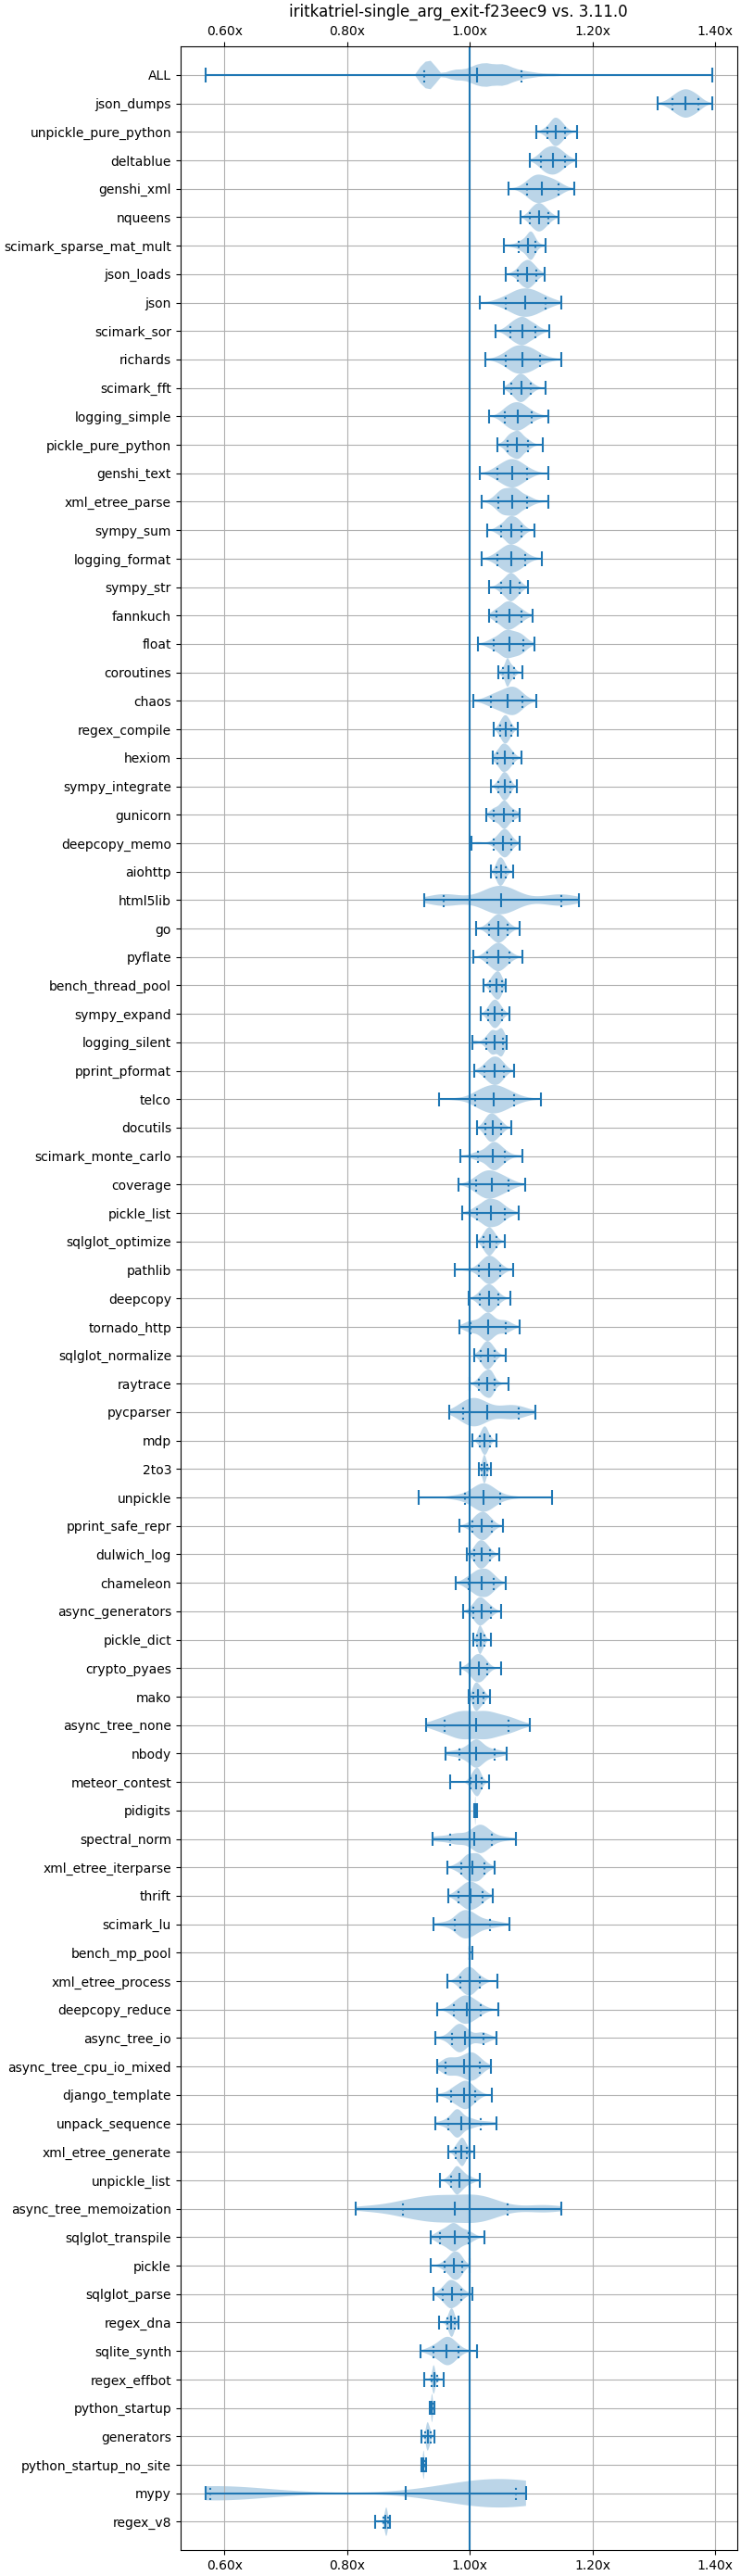 iritkatriel-single_arg_exit-f23eec9 vs. 3.11.0
0.60x 0.80x 1.00x 1.20x 1.40x
ALL
json_dumps
unpickle_pure_python
deltablue
genshi_xml
nqueens
scimark_sparse_mat_mult
json_loads
json
scimark_sor
richards
scimark_fft
logging_simple
pickle_pure_python
genshi_text
xml_etree_parse
sympy_sum
logging_format
sympy_str
fannkuch
float
coroutines
chaos
regex_compile
hexiom
sympy_integrate
gunicorn
deepcopy_memo
aiohttp
html5lib
go
pyflate
bench_thread_pool
sympy_expand
logging_silent
pprint_pformat
telco
docutils
scimark_monte_carlo
coverage
pickle_list
sqlglot_optimize
pathlib
deepcopy
tornado_http
sqlglot_normalize
raytrace
pycparser
mdp
2to3
unpickle
pprint_safe_repr
dulwich_log
chameleon
async_generators
pickle_dict
crypto_pyaes
mako
async_tree_none
nbody
meteor_contest
pidigits
spectral_norm
xml_etree_iterparse
thrift
scimark_lu
bench_mp_pool
xml_etree_process
deepcopy_reduce
async_tree_io
async_tree_cpu_io_mixed
django_template
unpack_sequence
xml_etree_generate
unpickle_list
async_tree_memoization
sqlglot_transpile
pickle
sqlglot_parse
regex_dna
sqlite_synth
regex_effbot
python_startup
generators
python_startup_no_site
mypy
regex_v8
0.60x 0.80x 1.00x 1.20x 1.40x